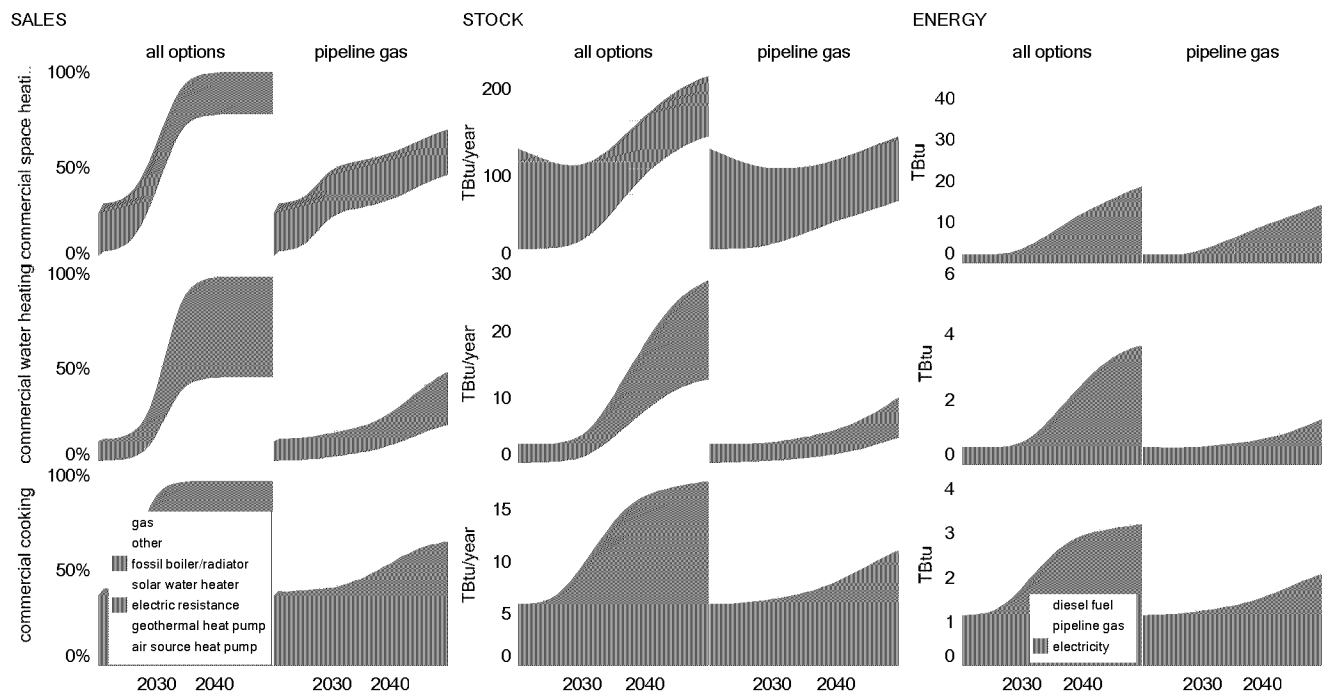 SALES STOCK ENERGY
all options pipeline gas all options pipeline gas all options pipeline gas
commercial space heati..
100%
50%
0%
TBtu/year
200
100
0
TBtu
40
30
20
10
0
commercial water heating
100%
50%
0%
TBtu/year
30
20
10
0
TBtu
6
4
2
0
commercial cooking
100%
50%
0%
gas
other
fossil boiler/radiator
solar water heater
electric resistance
geothermal heat pump
air source heat pump
TBtu/year
15
10
5
0
TBtu
4
3
2
1
0
diesel fuel
pipeline gas
electricity
2030 2040 2030 2040 2030 2040 2030 2040 2030 2040 2030 2040